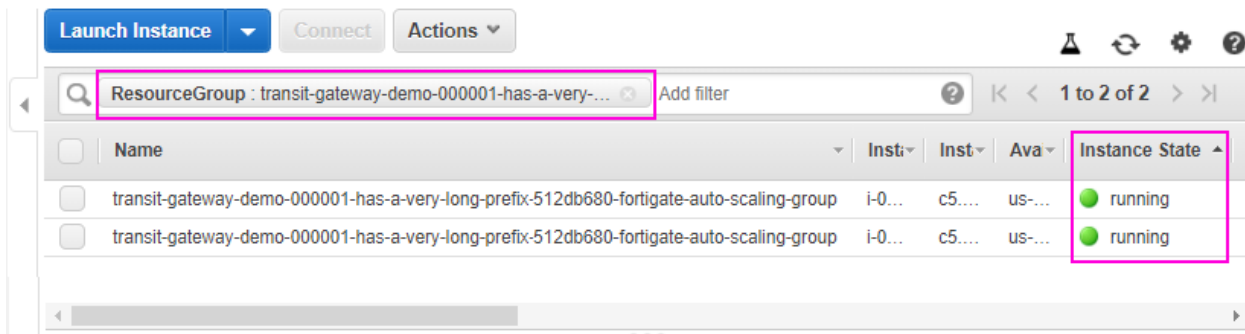 Launch Instance Connect Actions
ResourceGroup : transit-gateway-demo-000001-has-a-very-... Add filter 1 to 2 of 2
Name Insta Inst Ava Instance State
transit-gateway-demo-000001-has-a-very-long-prefix-512db680-fortigate-auto-scaling-group i-0... c5.... us-... running
transit-gateway-demo-000001-has-a-very-long-prefix-512db680-fortigate-auto-scaling-group i-0... c5.... us-... running